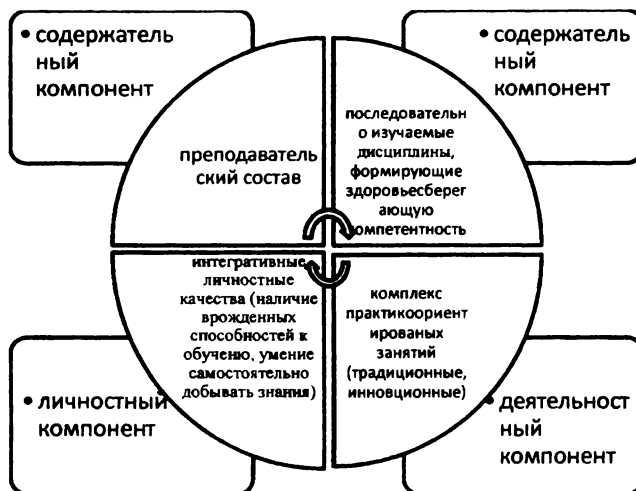 • содержатель
ный
компонент
• содержатель
ный
компонент
преподаватель
ский состав
последовательн
о изучаемые
дисциплины,
формирующие
здоровьесберег
ающую
компетентность
интегративные
личностные
качества (наличие
врожденных
способностей к
обученю, умение
самостоятельно
добывать знания)
комплекс
практикоориент
ированых
занятий
(традиционные,
инновционные)
• личностный
компонент
• деятельност
ный
компонент